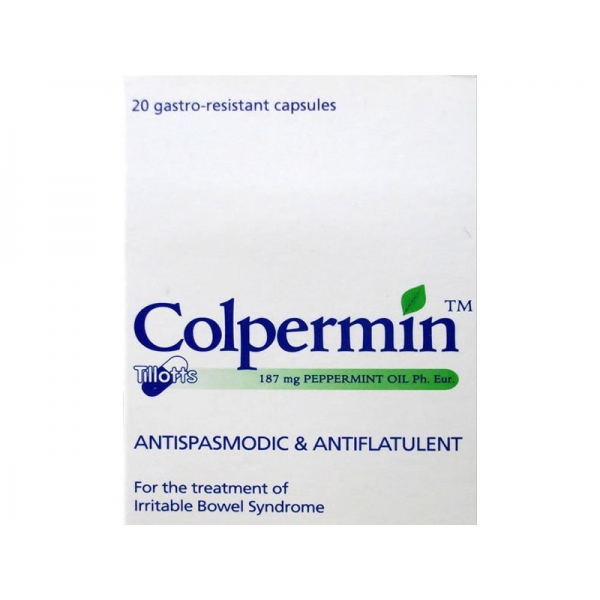 20 gastro-resistant capsules
Colpermin™
Tillotts
187 mg PEPPERMINT OIL Ph. Eur.
ANTISPASMODIC & ANTIFLATULENT
For the treatment of
Irritable Bowel Syndrome